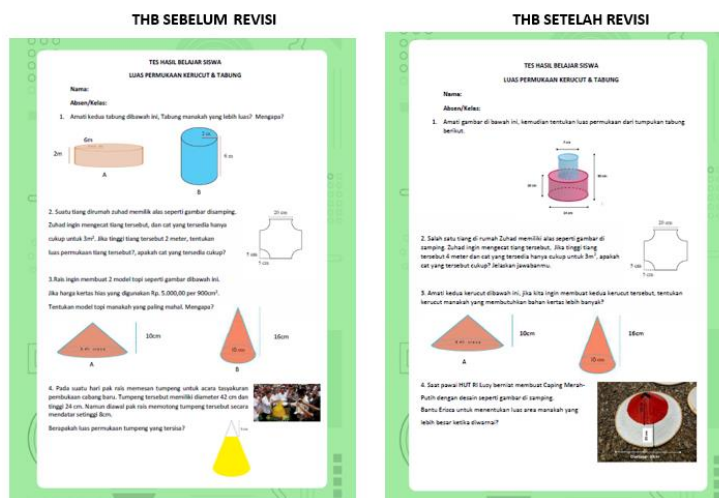 THB SEBELUM REVISI
TES HASIL BELAJAR SISWA
LUAS PERMUKAAN KERUCUT & TABUNG
Nama:
Absen/Kelas:
1. Amati kedua tabung dibawah ini, Tabung manakah yang lebih luas? Mengapa?
6m
2m
A
B
2. Suatu tiang dirumah zuhad memilik alas seperti gambar disamping.
Zuhad ingin mengecat tiang tersebut, dan cat yang tersedia hanya
cukup untuk 3m². Jika tinggi tiang tersebut 2 meter, tentukan
luas permukaan tiang tersebut?, apakah cat yang tersedia cukup?
20 cm
7 cm
7 cm
3.Rais ingin membuat 2 model topi seperti gambar dibawah ini.
Jika harga kertas hias yang digunakan Rp. 5.000,00 per 900cm².
Tentukan model topi manakah yang paling mahal. Mengapa?
10cm
16cm
A
B
4. Pada suatu hari pak rais memesan tumpeng untuk acara tasyakuran
pembukaan cabang baru. Tumpeng tersebut memiliki diameter 42 cm dan
tinggi 24 cm. Namun diawal pak rais memotong tumpeng tersebut secara
mendatar setinggi 8cm.
Berapakah luas permukaan tumpeng yang tersisa?
THB SETELAH REVISI
TES HASIL BELAJAR SISWA
LUAS PERMUKAAN KERUCUT & TABUNG
Nama:
Absen/Kelas:
1. Amati gambar di bawah ini, kemudian tentukan luas permukaan dari tumpukan tabung
berikut.
2. Salah satu tiang di rumah Zuhad memiliki alas seperti gambar di
samping. Zuhad ingin mengecat tiang tersebut, Jika tinggi tiang
tersebut 4 meter dan cat yang tersedia hanya cukup untuk 3m², apakah
cat yang tersebut cukup? Jelaskan jawabanmu.
20 cm
7 cm
7 cm
3. Amati kedua kerucut dibawah ini, jika kita ingin membuat kedua kerucut tersebut, tentukan
kerucut manakah yang membutuhkan bahan kertas lebih banyak?
A
4. Saat pawai HUT RI Lusy berniat membuat Caping Merah-
Putih dengan desain seperti gambar di samping.
Bantu Erissa untuk menentukan luas area manakah yang
lebih besar ketika diwarnai?